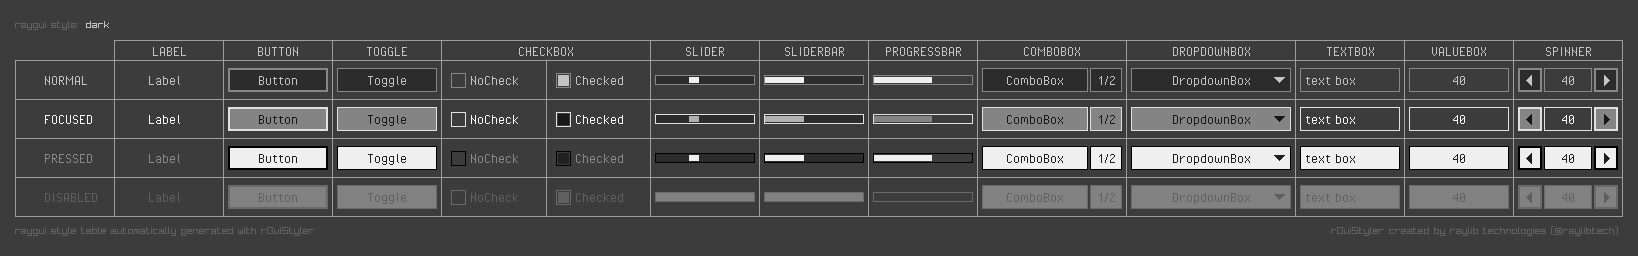 raygui style: dark
LABEL BUTTON TOGGLE CHECKBOX SLIDER SLIDERBAR PROGRESSBAR COMBOBOX DROPDOWNBOX TEXTBOX VALUEBOX SPINNER
NORMAL Label Button Toggle NoCheck Checked ComboBox 1/2 DropdownBox text box 40 40
FOCUSED Label Button Toggle NoCheck Checked ComboBox 1/2 DropdownBox text box 40 40
PRESSED Label Button Toggle NoCheck Checked ComboBox 1/2 DropdownBox text box 40 40
DISABLED Label Button Toggle NoCheck Checked ComboBox 1/2 DropdownBox text box 40 40
raygui style table automatically generated with rGuiStyler rGuiStyler created by raylib technologies (@raylibtech)